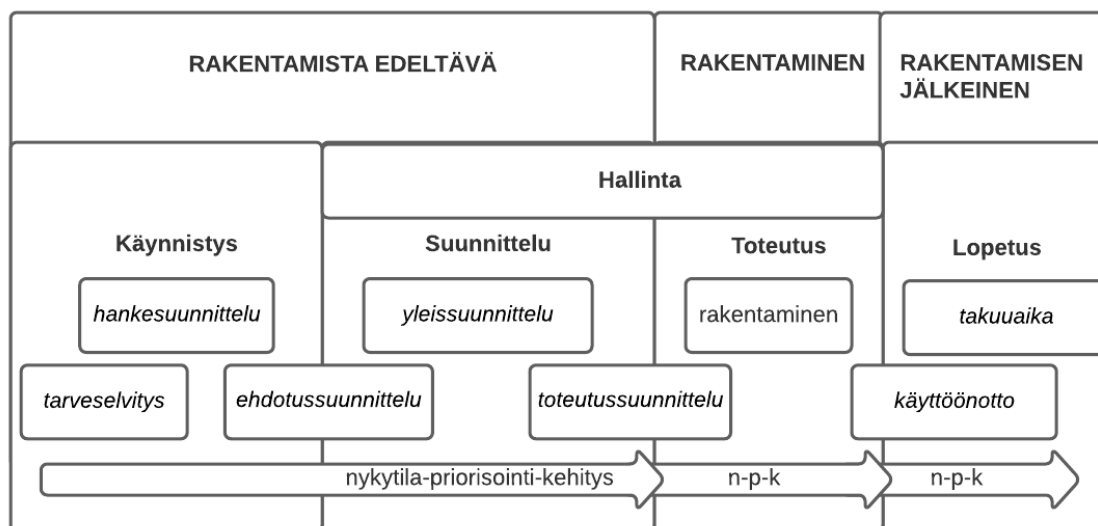 RAKENTAMISTA EDELTÄVÄ
RAKENTAMINEN
RAKENTAMISEN
JÄLKEINEN
Hallinta
Käynnistys
Suunnittelu
Toteutus
Lopetus
hankesuunnittelu
yleissuunnittelu
rakentaminen
takuuaika
tarveselvitys
ehdotussuunnittelu
toteutussuunnittelu
käyttöönotto
nykytila-priorisointi-kehitys
n-p-k
n-p-k